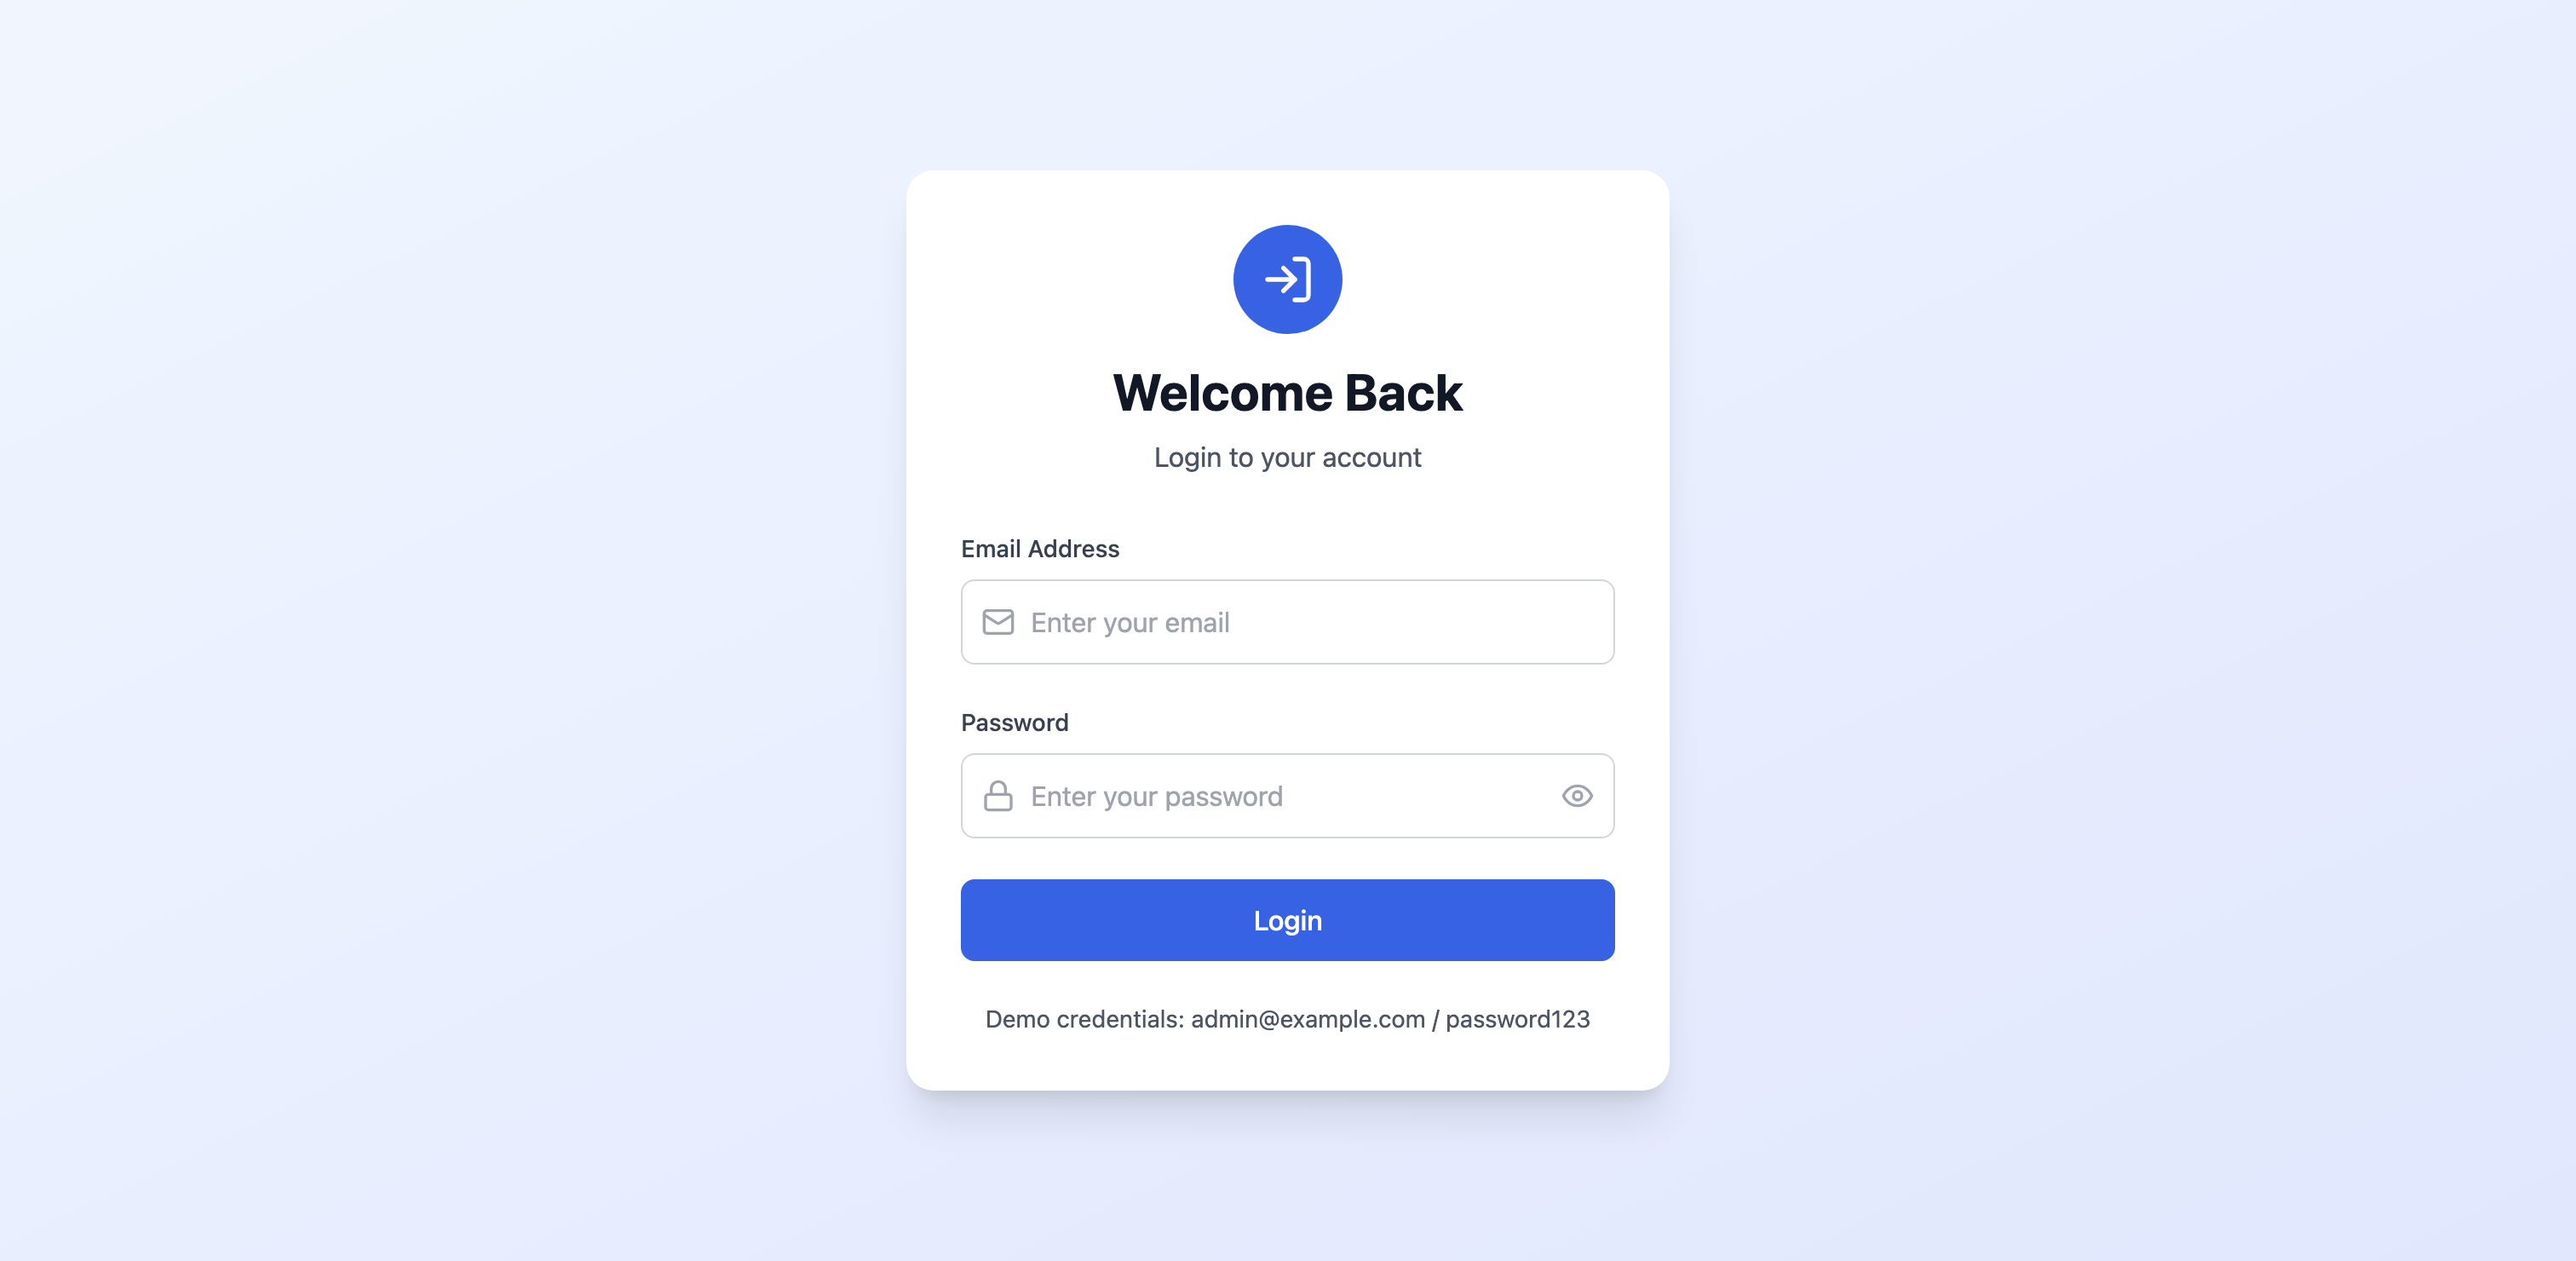 Welcome Back
Login to your account
Email Address
Enter your email
Password
Enter your password
Login
Demo credentials: admin@example.com / password123